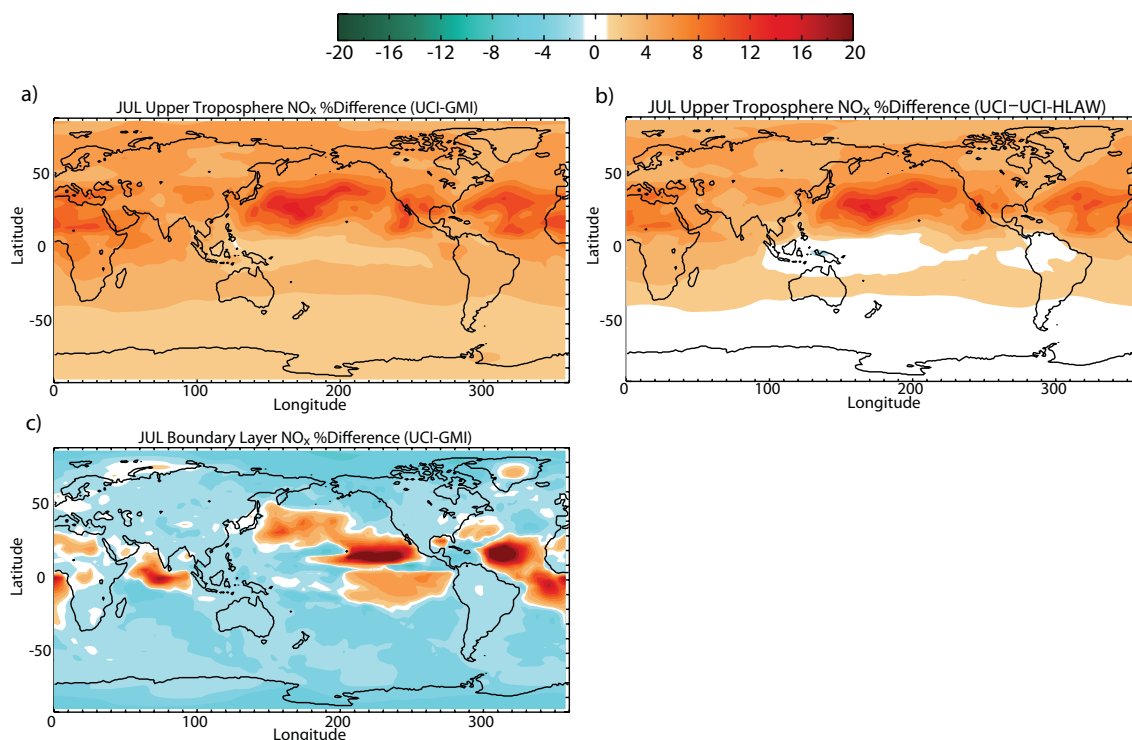 -20 -16 -12 -8 -4 0 4 8 12 16 20
a)
JUL Upper Troposphere NOₓ %Difference (UCI-GMI)
50
0
-50
Latitude
0 100 200 300
Longitude
b)
JUL Upper Troposphere NOₓ %Difference (UCI−UCI-HLAW)
50
0
-50
Latitude
0 100 200 300
Longitude
c)
JUL Boundary Layer NOₓ %Difference (UCI-GMI)
50
0
-50
Latitude
0 100 200 300
Longitude